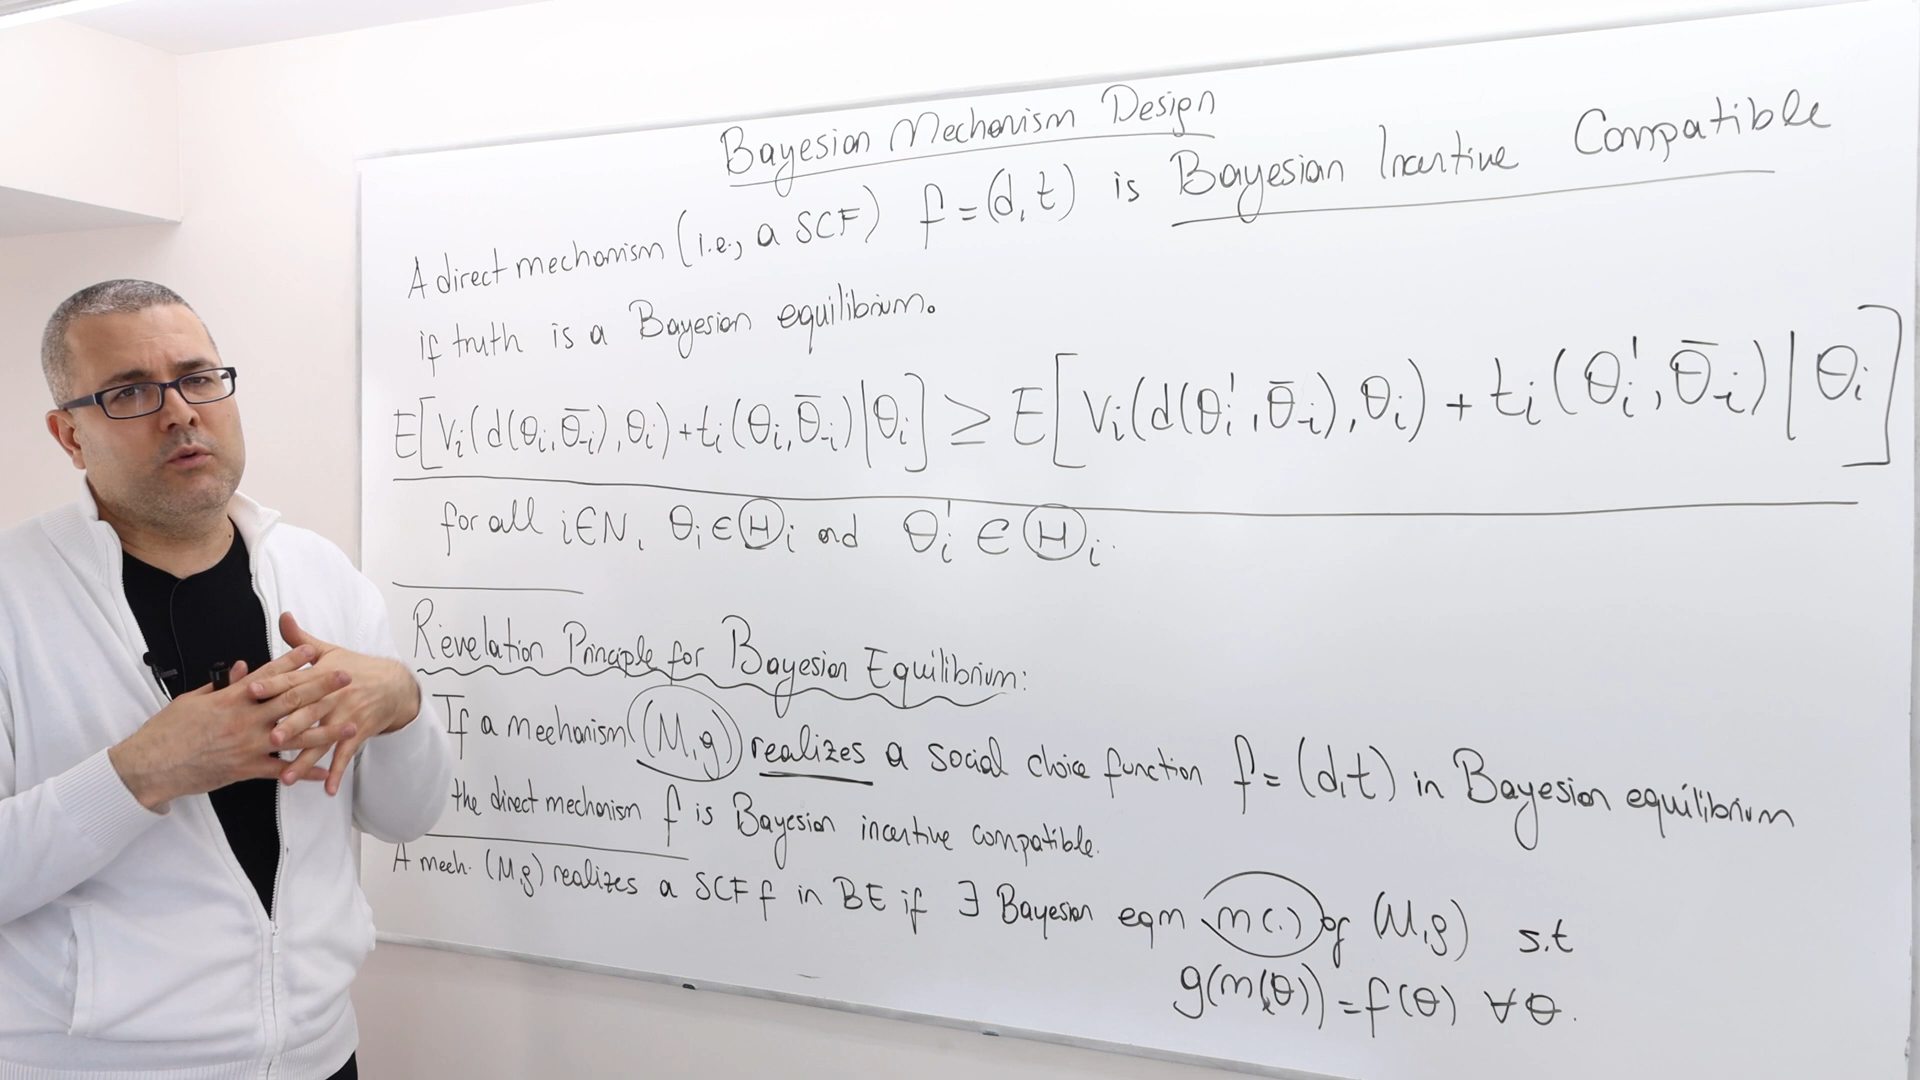 Bayesian Mechanism Design
A direct mechanism (i.e., a SCF) f = (d, t) is Bayesian Incentive Compatible
if truth is a Bayesian equilibrium.
E[Vᵢ(d(θᵢ, θ̄₋ᵢ), θᵢ) + tᵢ(θᵢ, θ̄₋ᵢ) | θᵢ] ≥ E[Vᵢ(d(θᵢ', θ̄₋ᵢ), θᵢ) + tᵢ(θᵢ', θ̄₋ᵢ) | θᵢ]
for all i∈N, θᵢ ∈ Θᵢ and θᵢ' ∈ Θᵢ.
Revelation Principle for Bayesian Equilibrium:
If a mechanism (M, g) realizes a social choice function f = (d, t) in Bayesian equilibrium
the direct mechanism f is Bayesian incentive compatible.
A mech. (M, g) realizes a SCF f in BE if ∃ Bayesian eqm m(.) of (M, g) s.t
g(m(θ)) = f(θ) ∀θ.